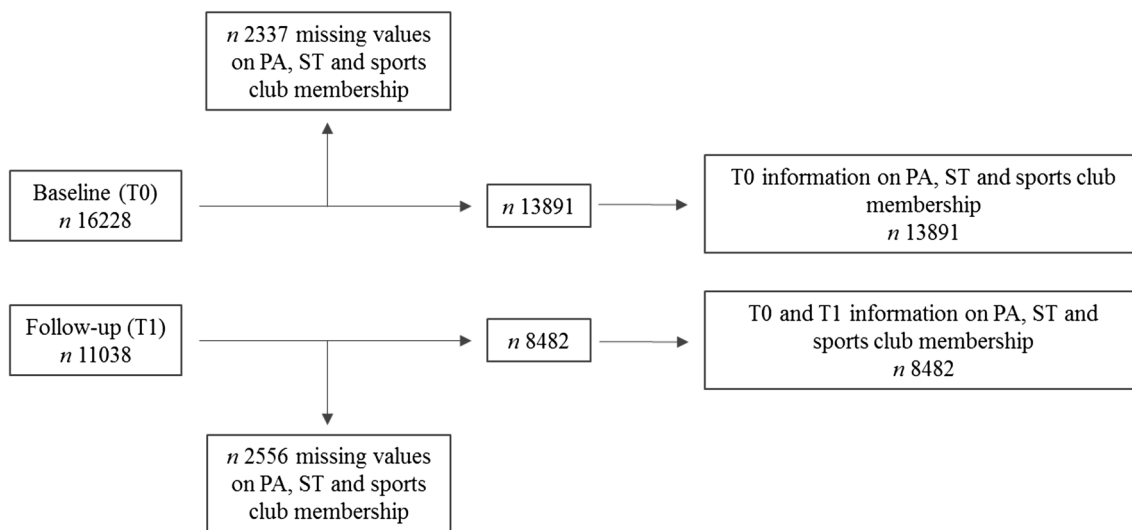 n 2337 missing values
on PA, ST and sports
club membership
Baseline (T0)
n 16228
n 13891
T0 information on PA, ST and sports club
membership
n 13891
Follow-up (T1)
n 11038
n 8482
T0 and T1 information on PA, ST and
sports club membership
n 8482
n 2556 missing values
on PA, ST and sports
club membership